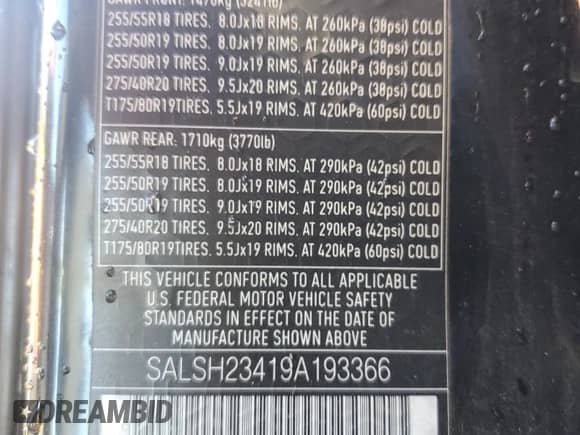 GAWR FRONT: 1470kg (3241lb)
255/55R18 TIRES. 8.0Jx18 RIMS. AT 260kPa (38psi) COLD
255/50R19 TIRES. 8.0Jx19 RIMS. AT 260kPa (38psi) COLD
255/50R19 TIRES. 9.0Jx19 RIMS. AT 260kPa (38psi) COLD
275/40R20 TIRES. 9.5Jx20 RIMS. AT 260kPa (38psi) COLD
T175/80R19TIRES. 5.5Jx19 RIMS. AT 420kPa (60psi) COLD
GAWR REAR: 1710kg (3770lb)
255/55R18 TIRES. 8.0Jx18 RIMS. AT 290kPa (42psi) COLD
255/50R19 TIRES. 8.0Jx19 RIMS. AT 290kPa (42psi) COLD
255/50R19 TIRES. 9.0Jx19 RIMS. AT 290kPa (42psi) COLD
275/40R20 TIRES. 9.5Jx20 RIMS. AT 290kPa (42psi) COLD
T175/80R19TIRES. 5.5Jx19 RIMS. AT 420kPa (60psi) COLD
THIS VEHICLE CONFORMS TO ALL APPLICABLE
U.S. FEDERAL MOTOR VEHICLE SAFETY
STANDARDS IN EFFECT ON THE DATE OF
MANUFACTURE SHOWN ABOVE
SALSH23419A193366
DREAMBID